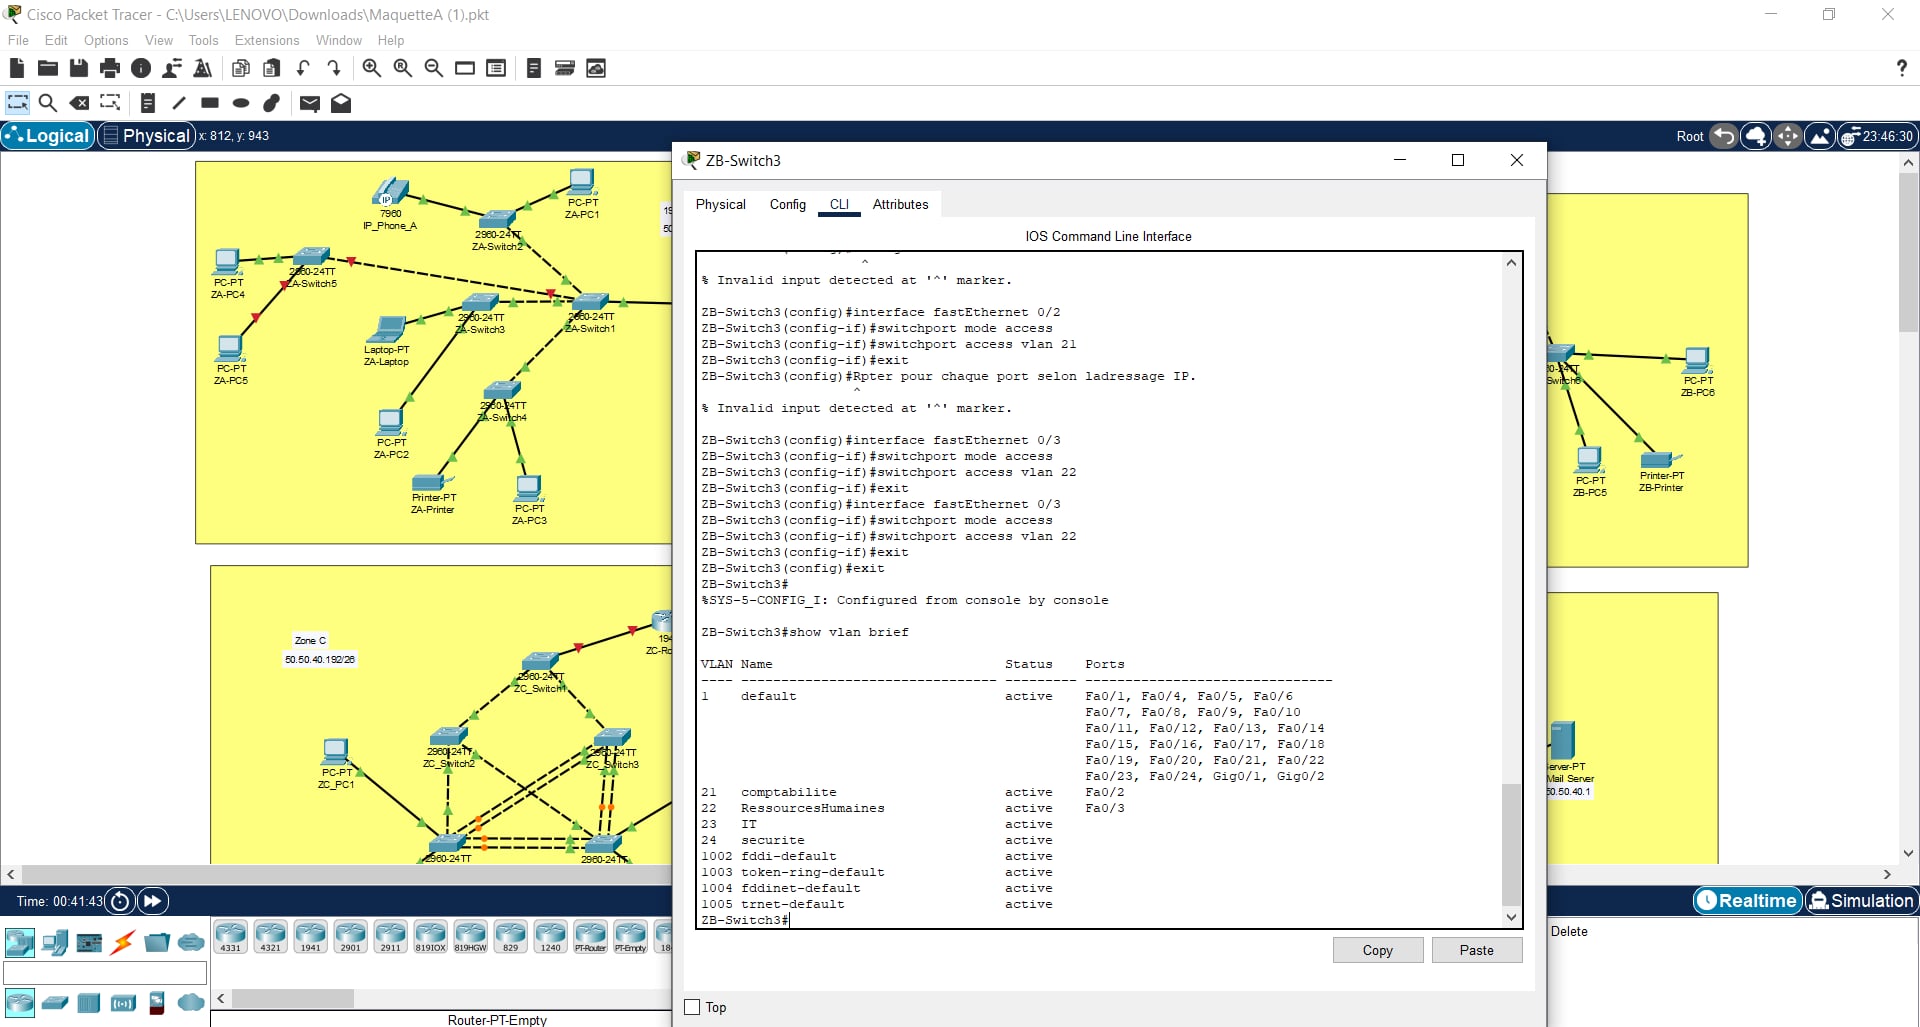 Cisco Packet Tracer - C:\Users\LENOVO\Downloads\MaquetteA (1).pkt
File Edit Options View Tools Extensions Window Help
Logical Physical x: 812, y: 943
Root 23:46:30
7960
IP_Phone_A
PC-PT
ZA-PC1
2960-24TT
ZA-Switch2
PC-PT
ZA-PC4
2960-24TT
ZA-Switch5
2960-24TT
ZA-Switch3
2960-24TT
ZA-Switch1
Laptop-PT
ZA-Laptop
PC-PT
ZA-PC5
2960-24TT
ZA-Switch4
PC-PT
ZA-PC2
Printer-PT
ZA-Printer
PC-PT
ZA-PC3
Zone C
50.50.40.192/26
2960-24TT
ZC_Switch1
194
ZC-Ro
2960-24TT
ZC_Switch2
2960-24TT
ZC_Switch3
PC-PT
ZC_PC1
2960-24TT
2960-24TT
ZB-Switch3
Physical Config CLI Attributes
IOS Command Line Interface
^
% Invalid input detected at '^' marker.
ZB-Switch3(config)#interface fastEthernet 0/2
ZB-Switch3(config-if)#switchport mode access
ZB-Switch3(config-if)#switchport access vlan 21
ZB-Switch3(config-if)#exit
ZB-Switch3(config)#Rpter pour chaque port selon ladressage IP.
^
% Invalid input detected at '^' marker.
ZB-Switch3(config)#interface fastEthernet 0/3
ZB-Switch3(config-if)#switchport mode access
ZB-Switch3(config-if)#switchport access vlan 22
ZB-Switch3(config-if)#exit
ZB-Switch3(config)#interface fastEthernet 0/3
ZB-Switch3(config-if)#switchport mode access
ZB-Switch3(config-if)#switchport access vlan 22
ZB-Switch3(config-if)#exit
ZB-Switch3(config)#exit
ZB-Switch3#
%SYS-5-CONFIG_I: Configured from console by console
ZB-Switch3#show vlan brief
^
VLAN Name Status Ports
---- -------------------------------- --------- -------------------------------
1 default active Fa0/1, Fa0/4, Fa0/5, Fa0/6
Fa0/7, Fa0/8, Fa0/9, Fa0/10
Fa0/11, Fa0/12, Fa0/13, Fa0/14
Fa0/15, Fa0/16, Fa0/17, Fa0/18
Fa0/19, Fa0/20, Fa0/21, Fa0/22
Fa0/23, Fa0/24, Gig0/1, Gig0/2
21 comptabilite active Fa0/2
22 RessourcesHumaines active Fa0/3
23 IT active
24 securite active
1002 fddi-default active
1003 token-ring-default active
1004 fddinet-default active
1005 trnet-default active
ZB-Switch3#
Copy Paste
Top
PC-PT
ZB-PC6
PC-PT
ZB-PC5
Printer-PT
ZB-Printer
erver-PT
Mail Server
50.50.40.1
Time: 00:41:43
Realtime Simulation
4331 4321 1941 2901 2911 819IOX 819HGW 829 1240 PT-Router PT-Empty 18
Delete
Router-PT-Empty